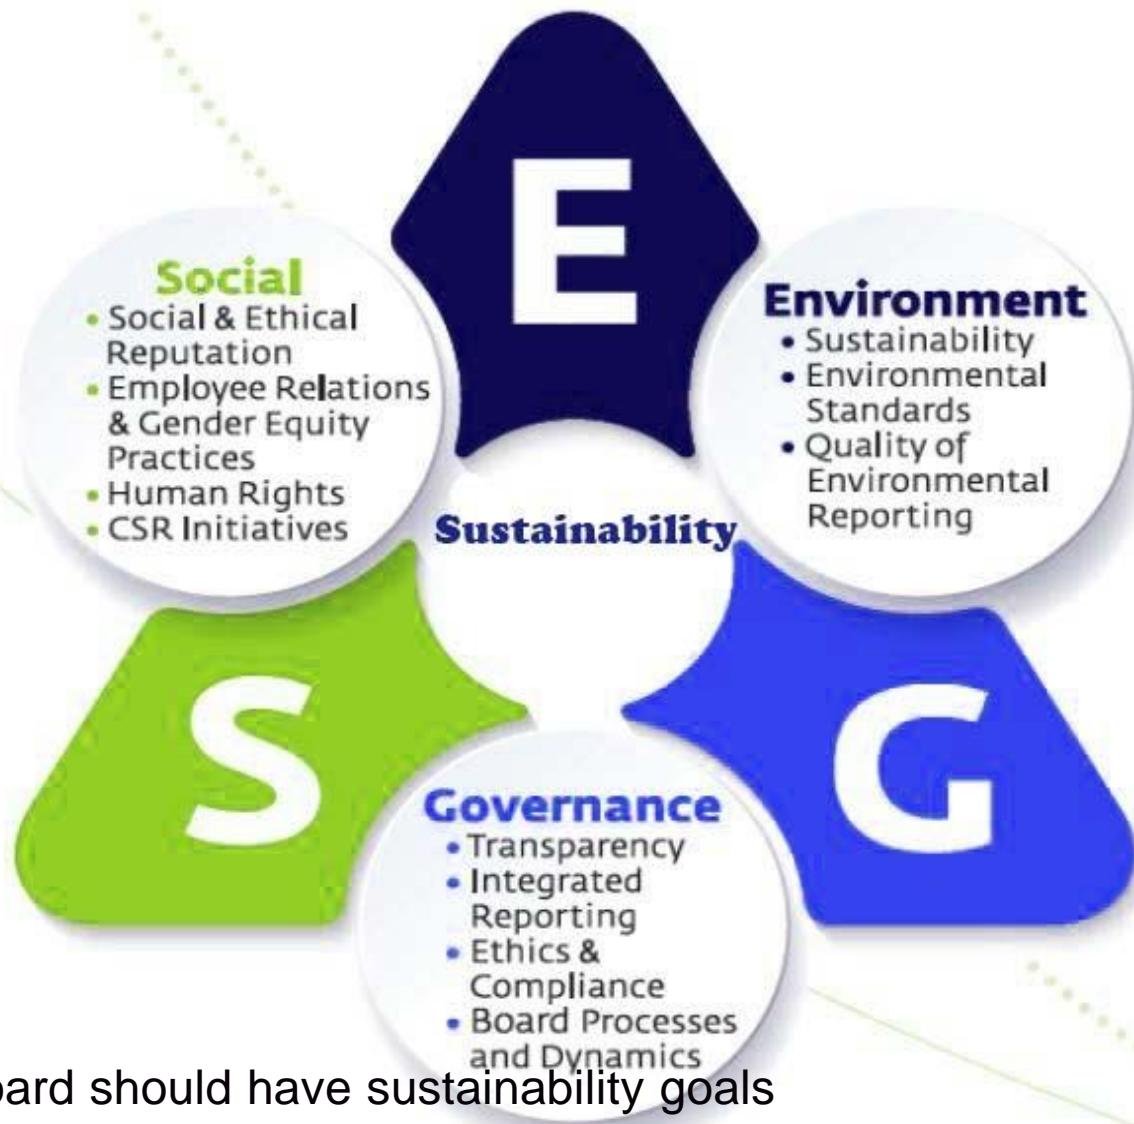 E
Social
• Social & Ethical
Reputation
• Employee Relations
& Gender Equity
Practices
• Human Rights
• CSR Initiatives
Environment
• Sustainability
• Environmental
Standards
• Quality of
Environmental
Reporting
Sustainability
S
G
Governance
• Transparency
• Integrated
Reporting
• Ethics &
Compliance
• Board Processes
and Dynamics
should have sustainability goals